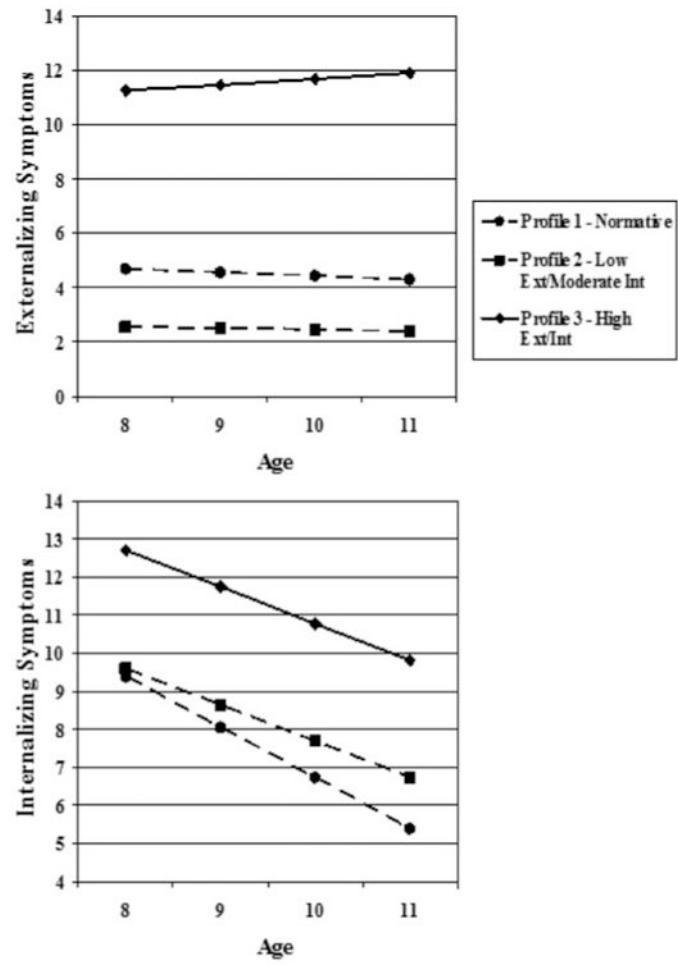 14
12
10
8
6
4
2
0
Externalizing Symptoms
8 9 10 11
Age
Profile 1 - Normative
Profile 2 - Low
Ext/Moderate Int
Profile 3 - High
Ext/Int
14
13
12
11
10
9
8
7
6
5
4
Internalizing Symptoms
8 9 10 11
Age